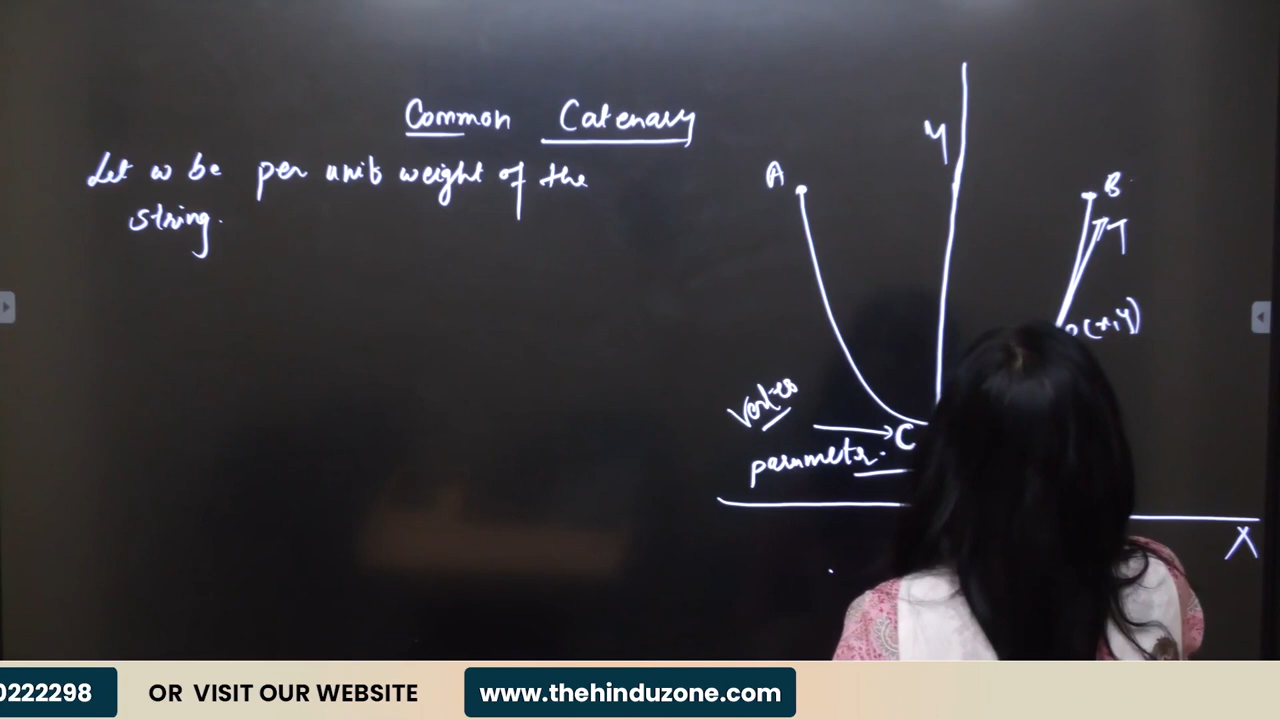 Common Catenary
Let w be per unit weight of the
string.
Y
A
B
T
P(x,y)
Vertex
C
parameter.
X
0222298
OR VISIT OUR WEBSITE
www.thehinduzone.com